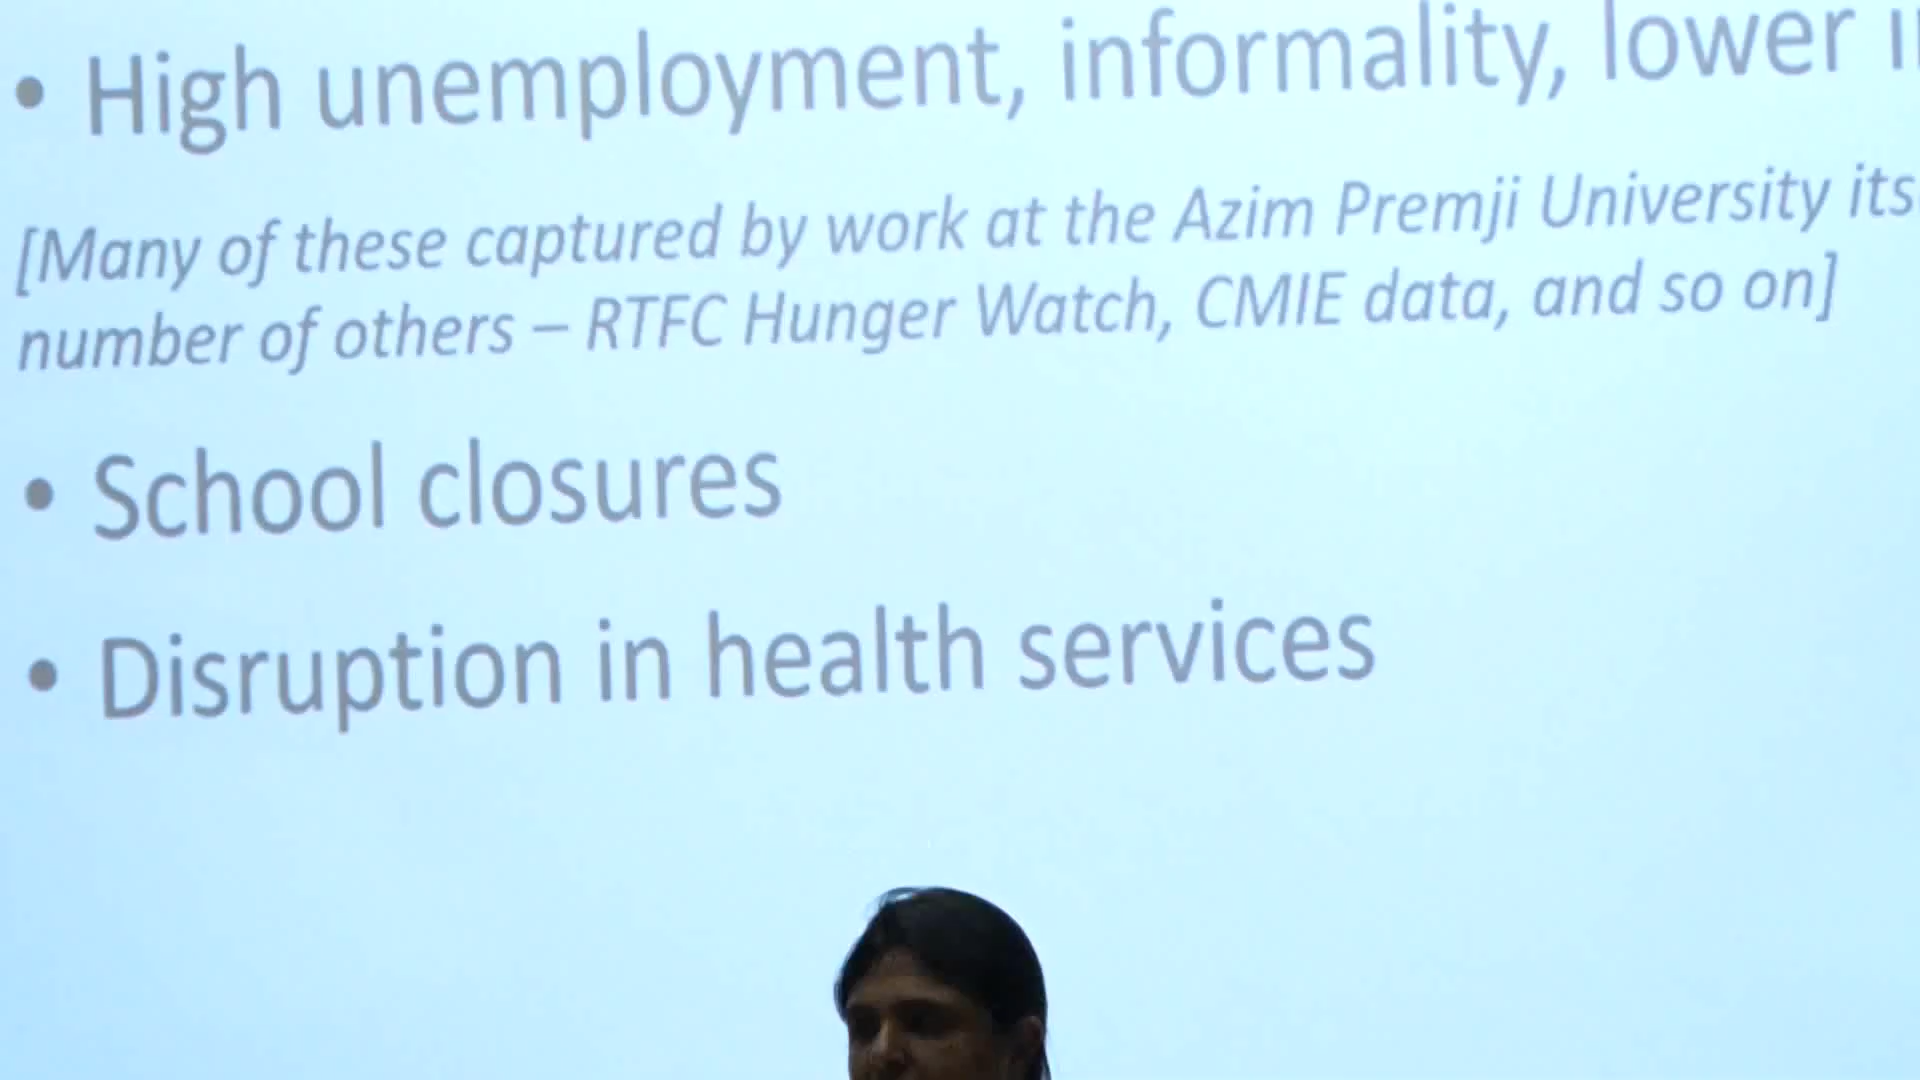 • High unemployment, informality, lower
[Many of these captured by work at the Azim Premji University its
number of others – RTFC Hunger Watch, CMIE data, and so on]
• School closures
• Disruption in health services